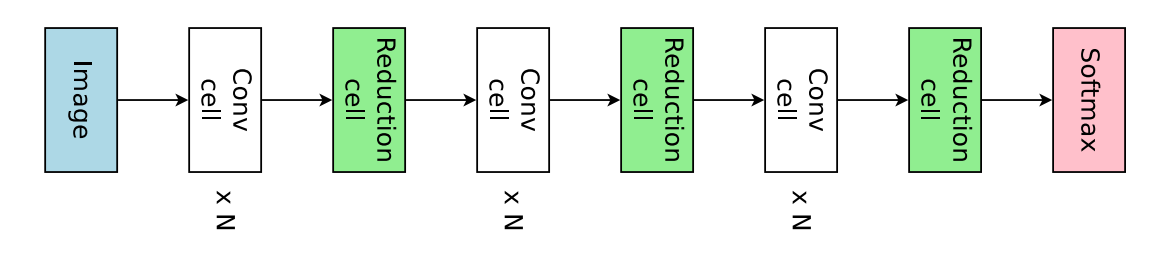 Image
Conv
cell
x N
Reduction
cell
Conv
cell
x N
Reduction
cell
Conv
cell
x N
Reduction
cell
Softmax